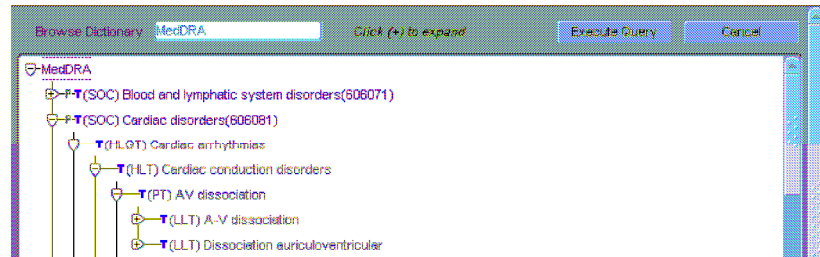 Browse Dictionary MedDRA Click (+) to expand Execute Query Cancel
MedDRA
P-T(SOC) Blood and lymphatic system disorders(606071)
P-T(SOC) Cardiac disorders(606081)
T(HLGT) Cardiac arrhythmias
T(HLT) Cardiac conduction disorders
T(PT) AV dissociation
T(LLT) A-V dissociation
T(LLT) Dissociation auriculoventricular